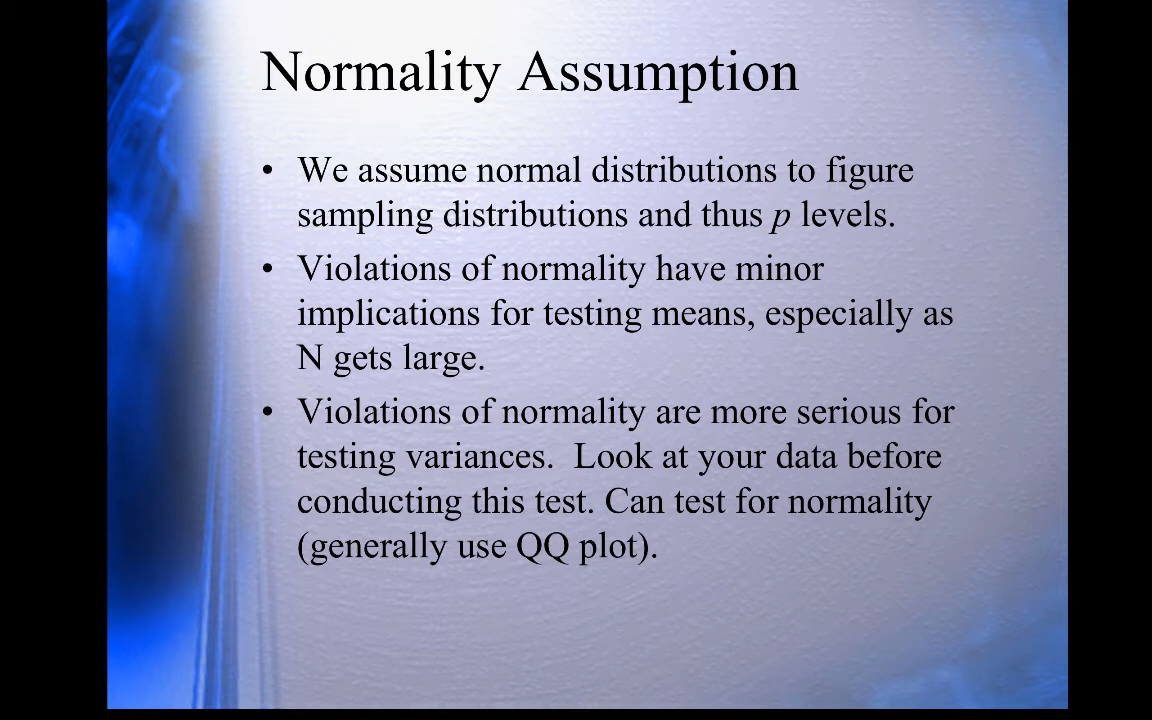 Normality Assumption
• We assume normal distributions to figure
sampling distributions and thus p levels.
• Violations of normality have minor
implications for testing means, especially as
N gets large.
• Violations of normality are more serious for
testing variances.  Look at your data before
conducting this test. Can test for normality
(generally use QQ plot).